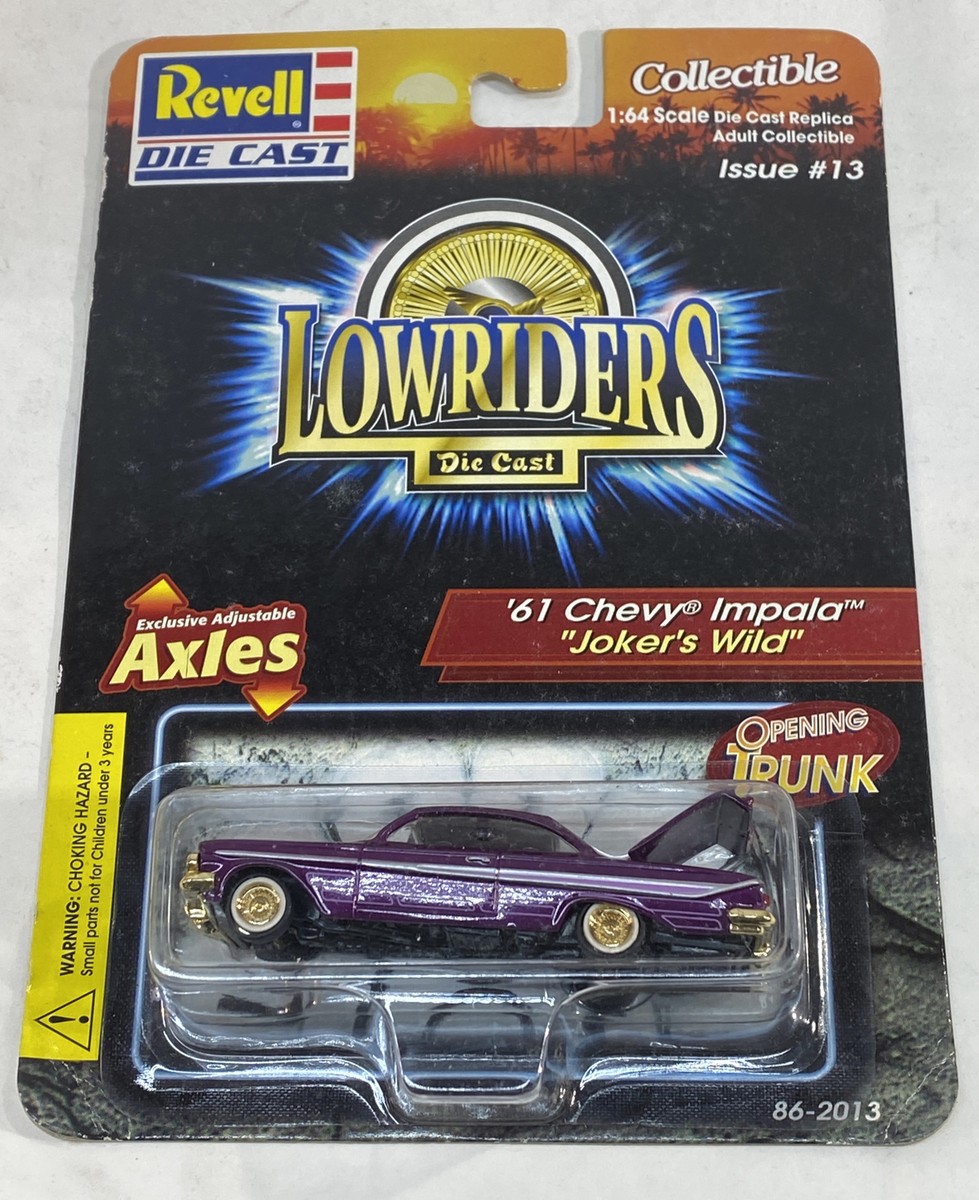 Revell®
DIE CAST
Collectible
1:64 Scale Die Cast Replica
Adult Collectible
Issue #13
LOWRIDERS
Die Cast
Exclusive Adjustable
Axles
'61 Chevy® Impala™
"Joker's Wild"
OPENING
TRUNK
WARNING: CHOKING HAZARD –
Small parts not for Children under 3 years
86-2013